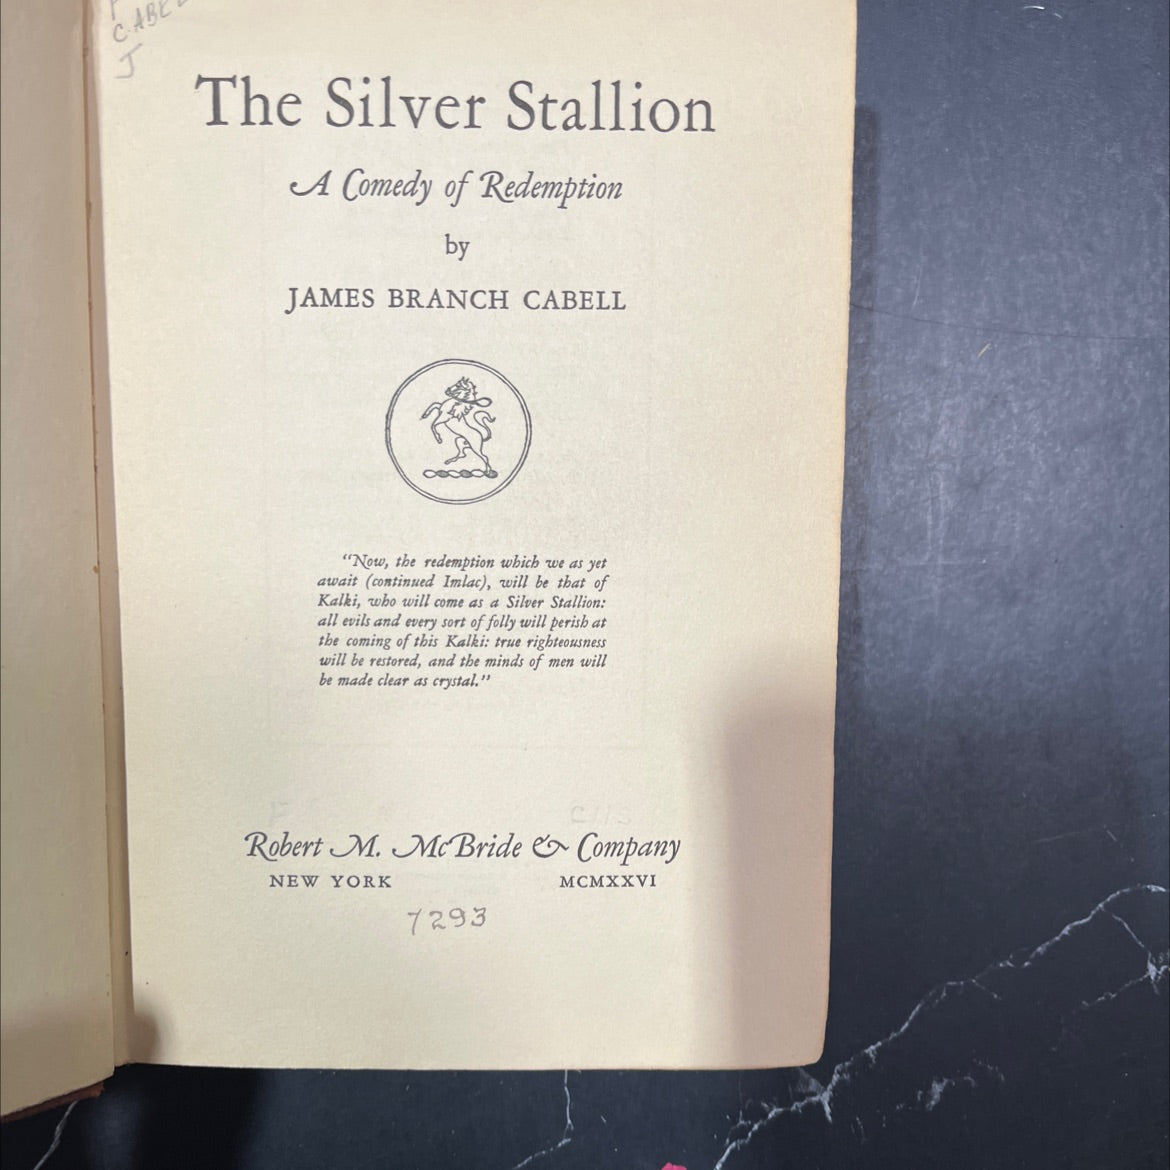 CABEL
J
The Silver Stallion
A Comedy of Redemption
by
JAMES BRANCH CABELL
"Now, the redemption which we as yet
await (continued Imlac), will be that of
Kalki, who will come as a Silver Stallion:
all evils and every sort of folly will perish at
the coming of this Kalki: true righteousness
will be restored, and the minds of men will
be made clear as crystal."
Robert M. McBride & Company
NEW YORK MCMXXVI
7293